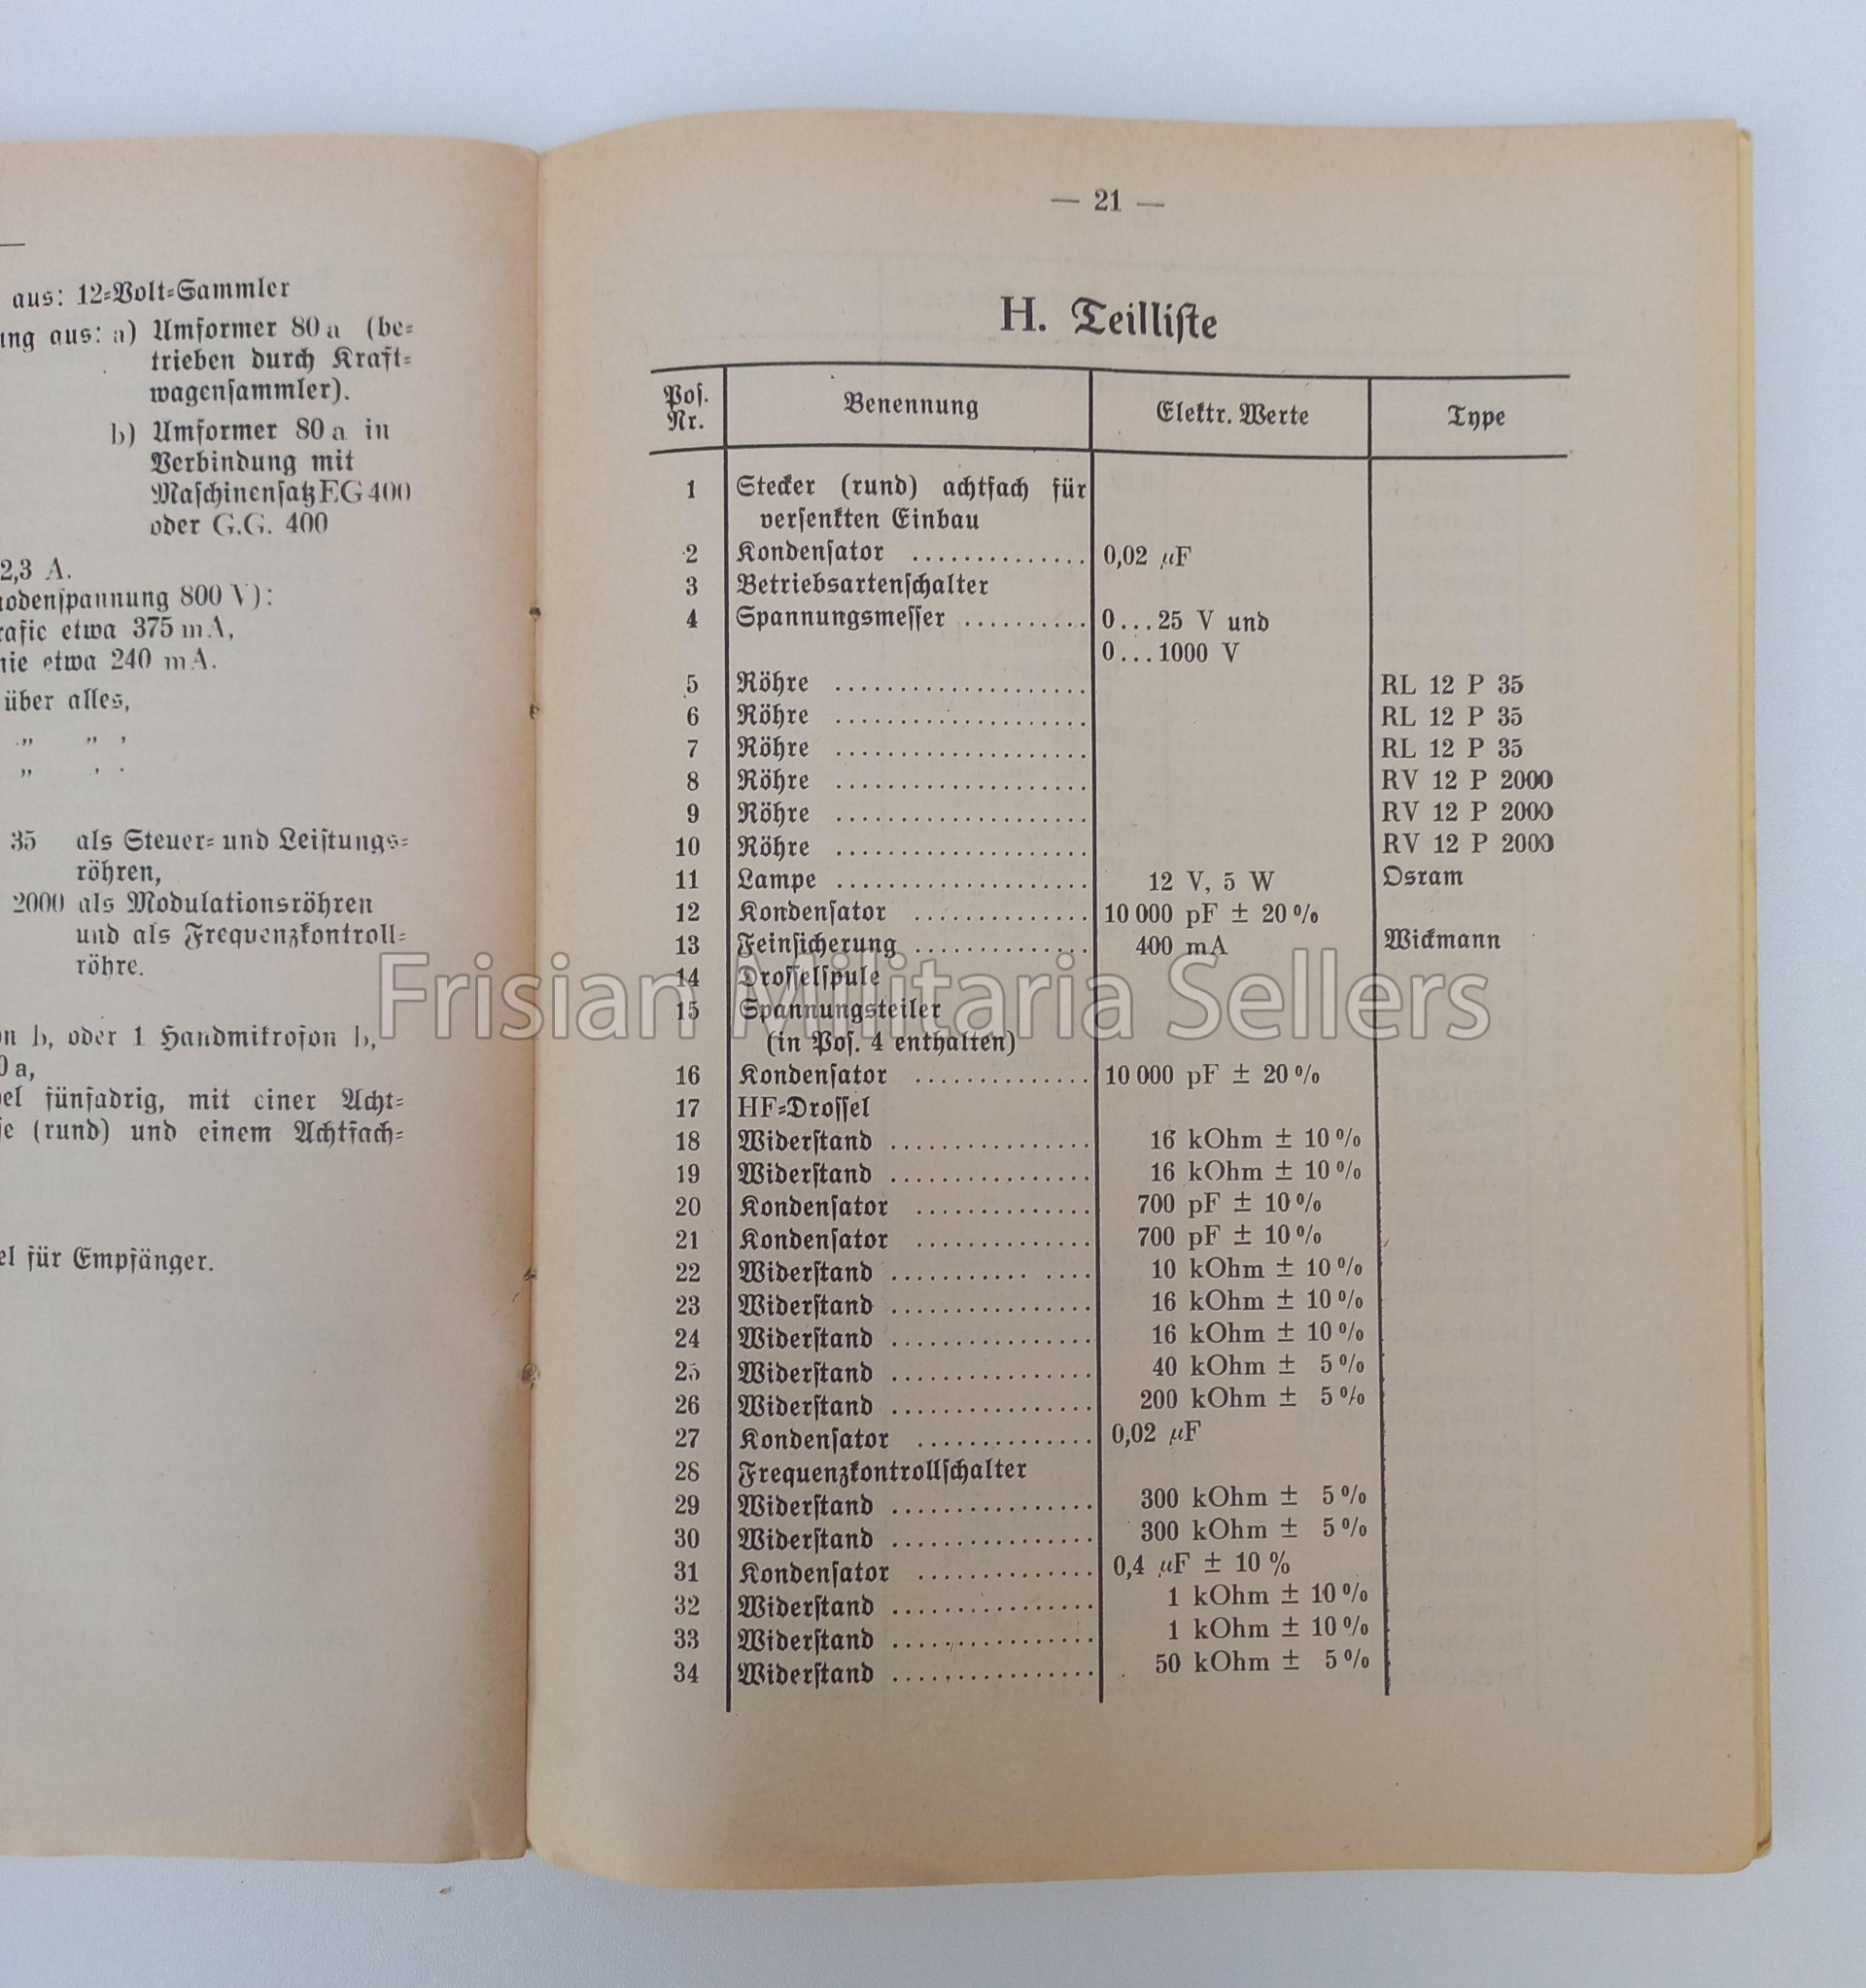 aus: 12=Volt=Sammler
aus: a) Umformer 80 a (be=
trieben durch Kraft=
wagensammler).
b) Umformer 80 a in
Verbindung mit
Maschinensatz EG 400
oder G.G. 400
2,3 A.
800 V):
etwa 375 mA,
etwa 240 mA.
über alles,
„ „ ,
„ , .
35 als Steuer= und Leistungs=
röhren,
2000 als Modulationsröhren
und als Frequenzkontroll=
röhre.
b, oder 1 Handmikrofon b,
a,
fünfadrig, mit einer Acht=
(rund) und einem Achtfach=
für Empfänger.
— 21 —
H. Teilliste
Pos. Nr. Benennung Elektr. Werte Type
1 Stecker (rund) achtfach für
versenkten Einbau
2 Kondensator .............. 0,02 µF
3 Betriebsartenschalter
4 Spannungsmesser .......... 0...25 V und
0...1000 V
5 Röhre .................... RL 12 P 35
6 Röhre .................... RL 12 P 35
7 Röhre .................... RL 12 P 35
8 Röhre .................... RV 12 P 2000
9 Röhre .................... RV 12 P 2000
10 Röhre .................... RV 12 P 2000
11 Lampe .................... 12 V, 5 W Osram
12 Kondensator .............. 10 000 pF ± 20 %
13 Feinsicherung .............. 400 mA Wickmann
14 Drosselspule
15 Spannungsteiler
(in Pos. 4 enthalten)
16 Kondensator .............. 10 000 pF ± 20 %
17 HF=Drossel
18 Widerstand ................ 16 kOhm ± 10 %
19 Widerstand ................ 16 kOhm ± 10 %
20 Kondensator .............. 700 pF ± 10 %
21 Kondensator .............. 700 pF ± 10 %
22 Widerstand ........... .... 10 kOhm ± 10 %
23 Widerstand ................ 16 kOhm ± 10 %
24 Widerstand ................ 16 kOhm ± 10 %
25 Widerstand ................ 40 kOhm ± 5 %
26 Widerstand ................ 200 kOhm ± 5 %
27 Kondensator .............. 0,02 µF
28 Frequenzkontrollschalter
29 Widerstand ................ 300 kOhm ± 5 %
30 Widerstand ................ 300 kOhm ± 5 %
31 Kondensator .............. 0,4 µF ± 10 %
32 Widerstand ................ 1 kOhm ± 10 %
33 Widerstand ................ 1 kOhm ± 10 %
34 Widerstand ................ 50 kOhm ± 5 %
Frisian Militaria Sellers